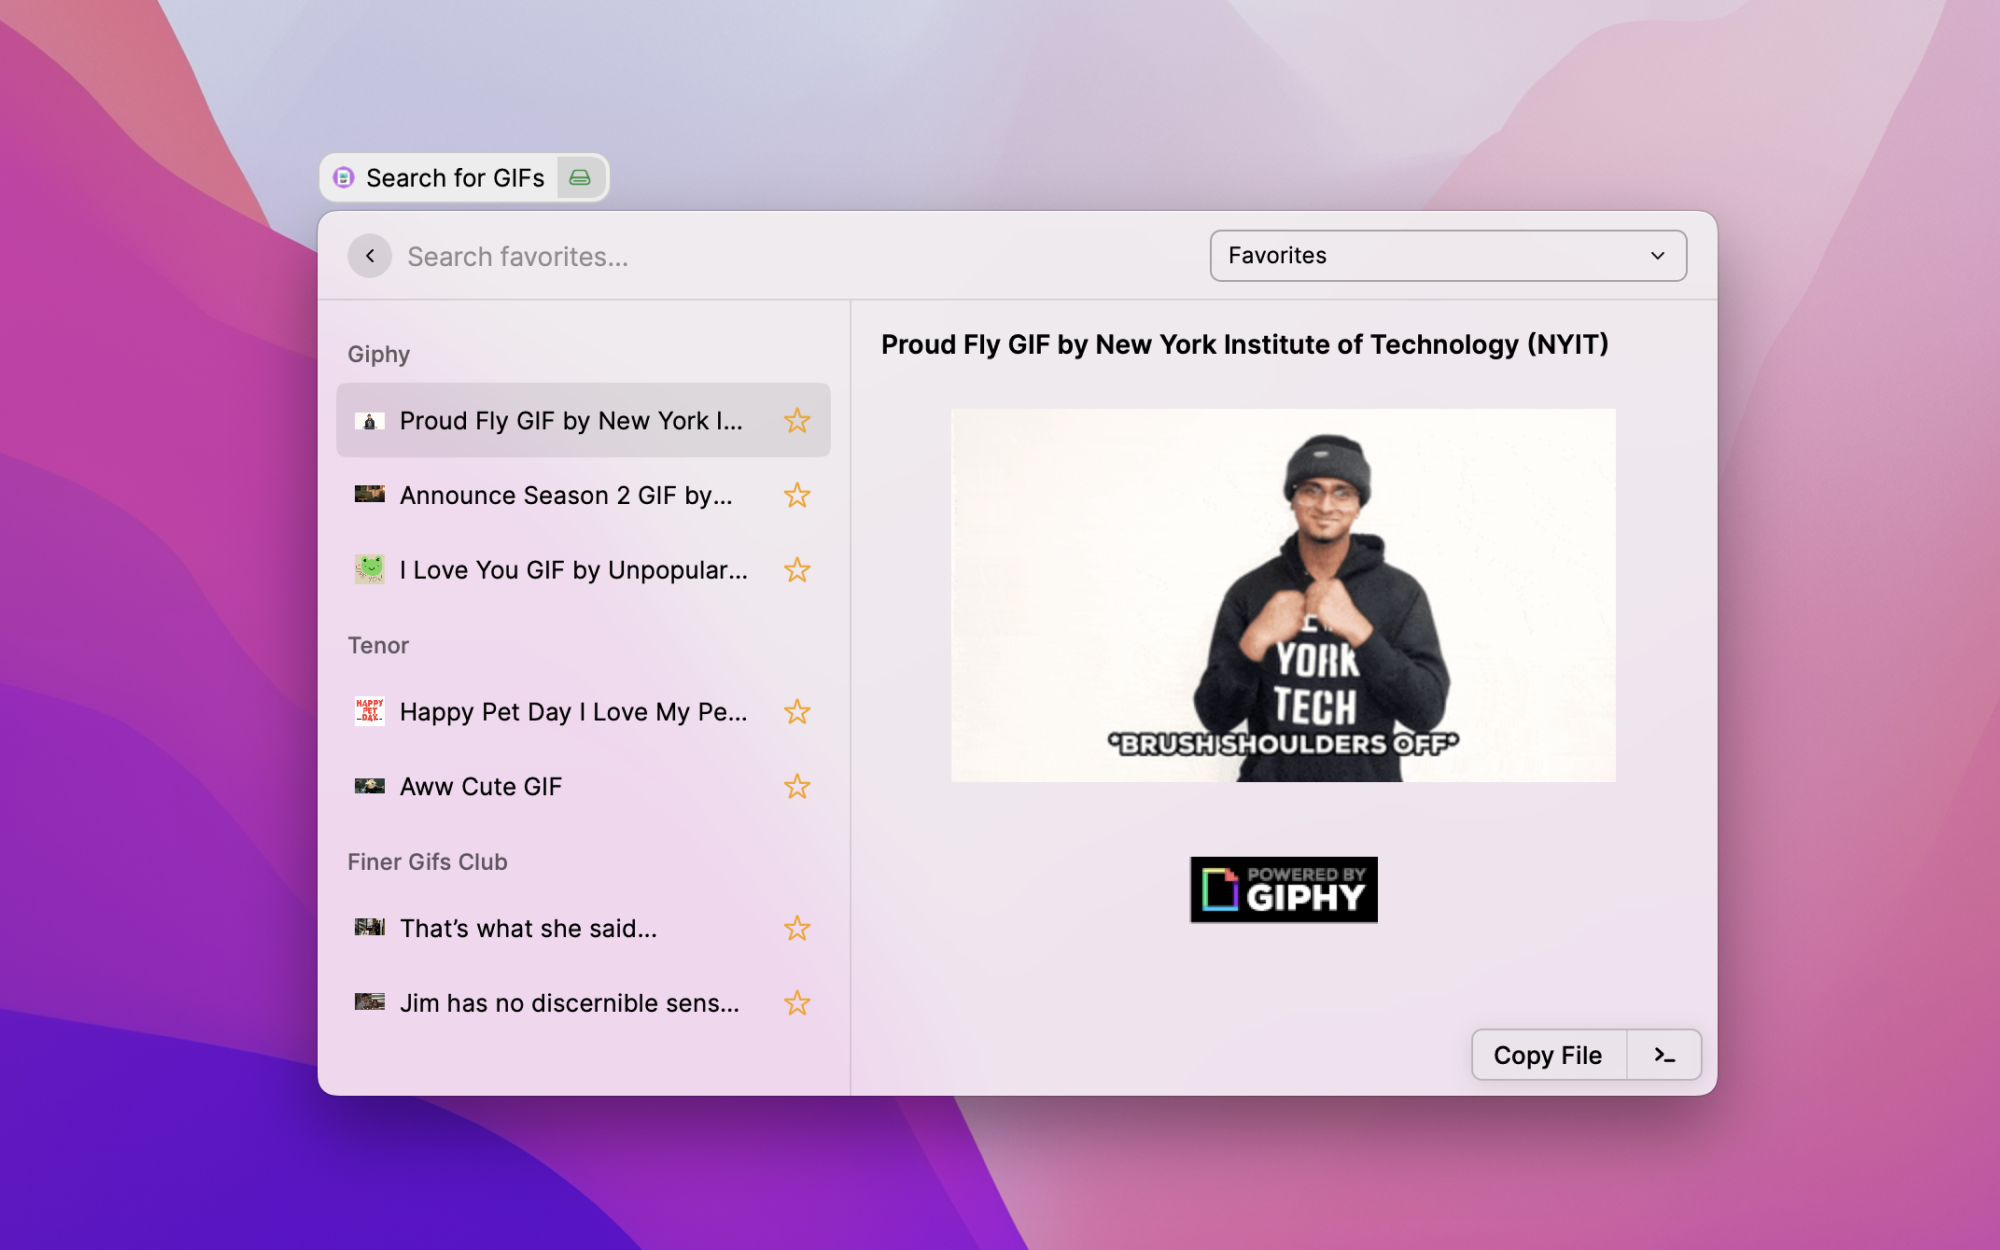 Search for GIFs
Search favorites...
Favorites
Giphy
Proud Fly GIF by New York I...
Announce Season 2 GIF by...
I Love You GIF by Unpopular...
Tenor
HAPPY
PET
DAY
Happy Pet Day I Love My Pe...
Aww Cute GIF
Finer Gifs Club
That’s what she said...
Jim has no discernible sens...
Proud Fly GIF by New York Institute of Technology (NYIT)
YORK
TECH
*BRUSH SHOULDERS OFF*
POWERED BY
GIPHY
Copy File